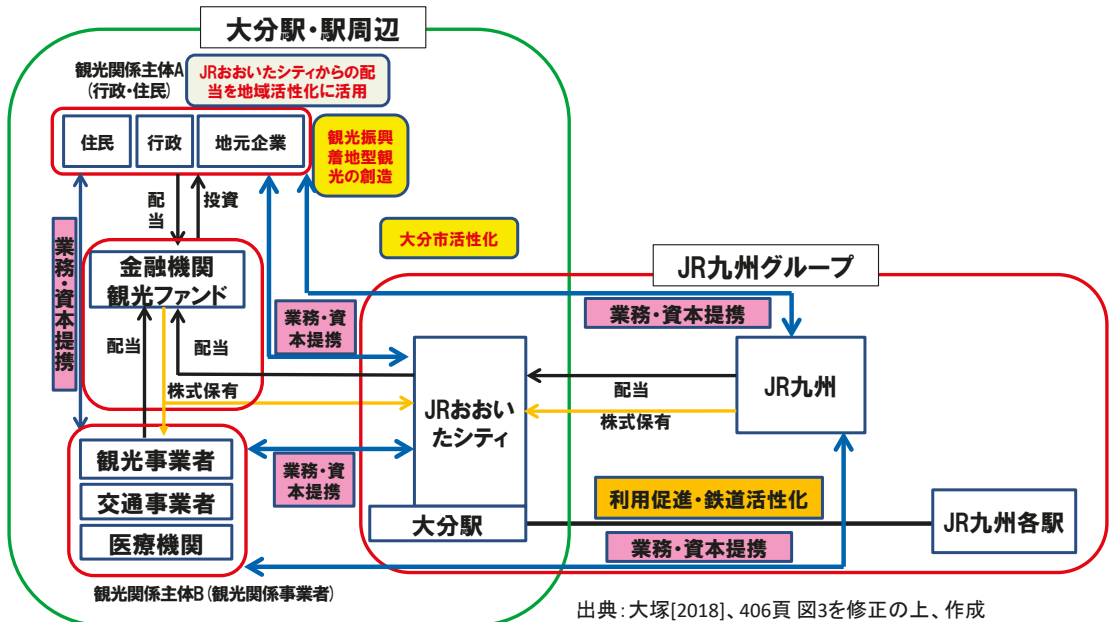 大分駅・駅周辺
観光関係主体A
(行政・住民)
JRおおいたシティからの配
当を地域活性化に活用
住民
行政
地元企業
観光振興
着地型観
光の創造
配
当
投資
業務・資本提携
大分市活性化
金融機関
観光ファンド
JR九州グループ
業務・資
本提携
業務・資本提携
配当
配当
株式保有
JRおおい
たシティ
配当
株式保有
JR九州
観光事業者
交通事業者
医療機関
業務・資
本提携
利用促進・鉄道活性化
大分駅
JR九州各駅
業務・資本提携
観光関係主体B(観光関係事業者)
出典:大塚[2018]、406頁 図3を修正の上、作成